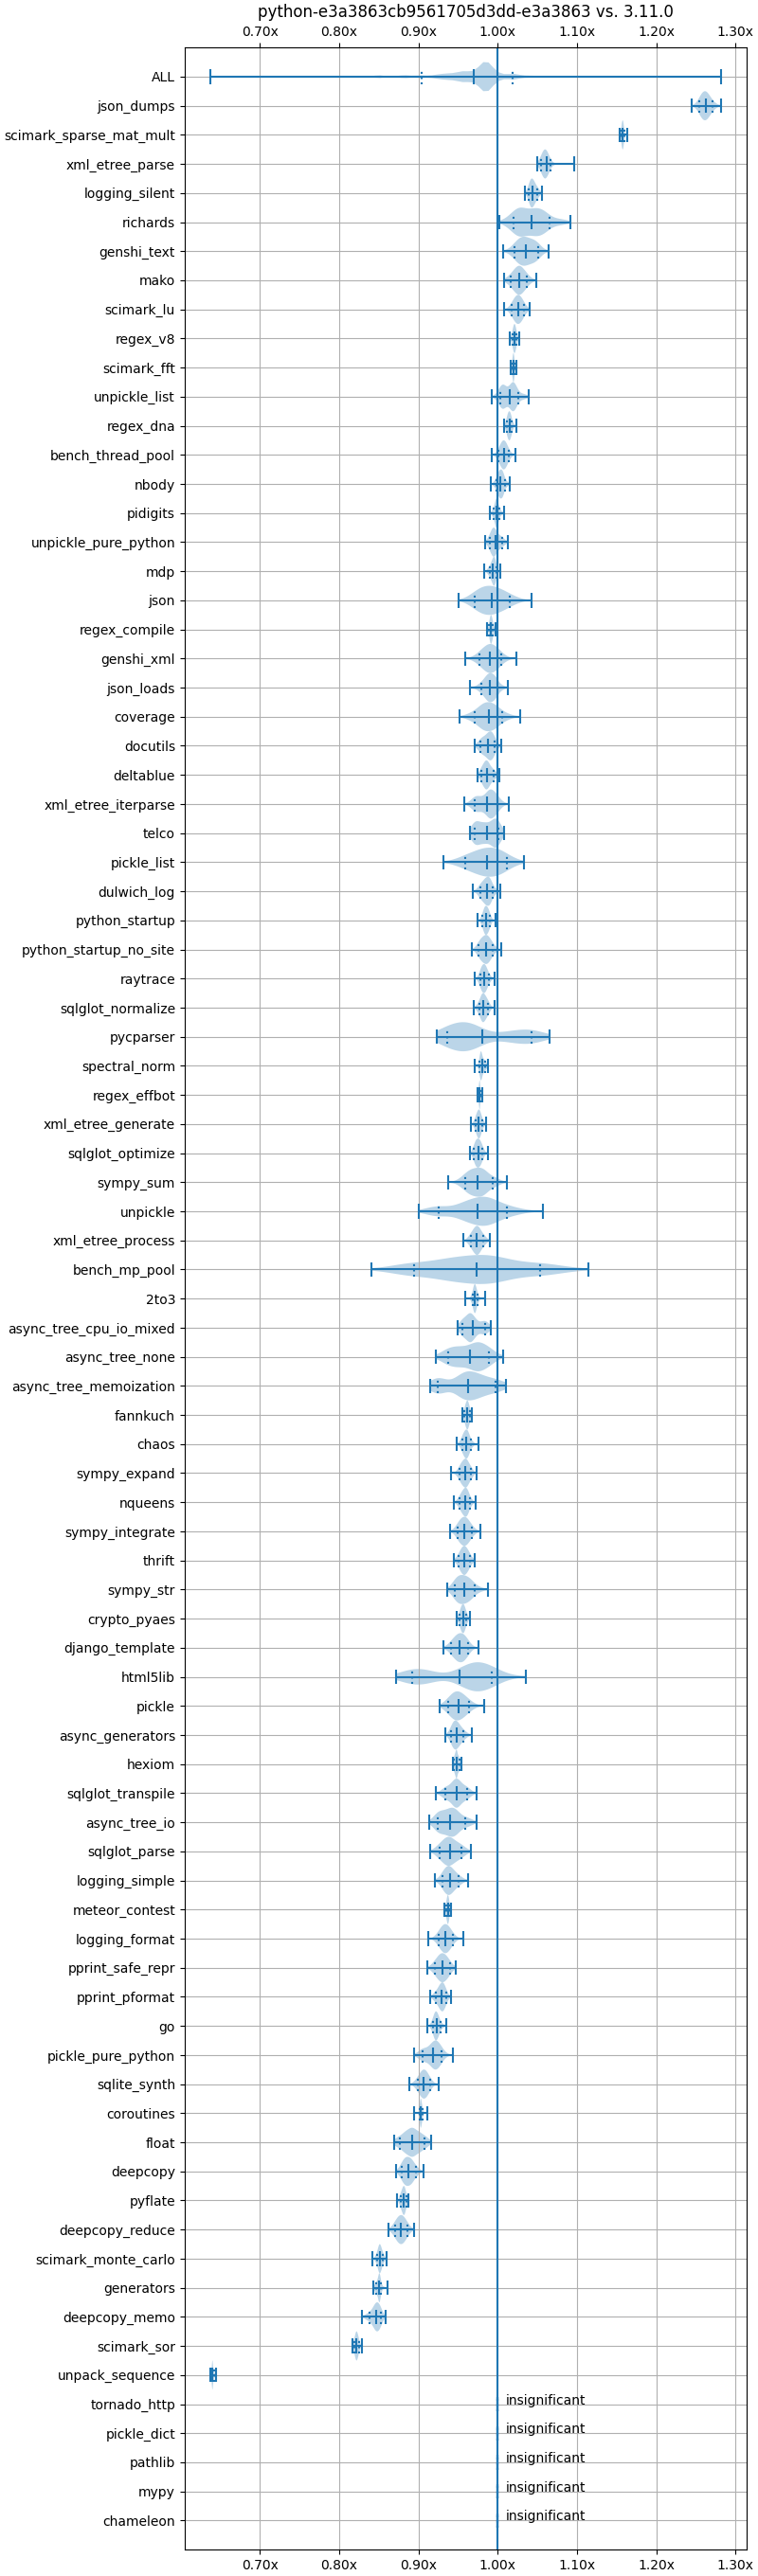 python-e3a3863cb9561705d3dd-e3a3863 vs. 3.11.0
0.70x 0.80x 0.90x 1.00x 1.10x 1.20x 1.30x
ALL
json_dumps
scimark_sparse_mat_mult
xml_etree_parse
logging_silent
richards
genshi_text
mako
scimark_lu
regex_v8
scimark_fft
unpickle_list
regex_dna
bench_thread_pool
nbody
pidigits
unpickle_pure_python
mdp
json
regex_compile
genshi_xml
json_loads
coverage
docutils
deltablue
xml_etree_iterparse
telco
pickle_list
dulwich_log
python_startup
python_startup_no_site
raytrace
sqlglot_normalize
pycparser
spectral_norm
regex_effbot
xml_etree_generate
sqlglot_optimize
sympy_sum
unpickle
xml_etree_process
bench_mp_pool
2to3
async_tree_cpu_io_mixed
async_tree_none
async_tree_memoization
fannkuch
chaos
sympy_expand
nqueens
sympy_integrate
thrift
sympy_str
crypto_pyaes
django_template
html5lib
pickle
async_generators
hexiom
sqlglot_transpile
async_tree_io
sqlglot_parse
logging_simple
meteor_contest
logging_format
pprint_safe_repr
pprint_pformat
go
pickle_pure_python
sqlite_synth
coroutines
float
deepcopy
pyflate
deepcopy_reduce
scimark_monte_carlo
generators
deepcopy_memo
scimark_sor
unpack_sequence
tornado_http insignificant
pickle_dict insignificant
pathlib insignificant
mypy insignificant
chameleon insignificant
0.70x 0.80x 0.90x 1.00x 1.10x 1.20x 1.30x